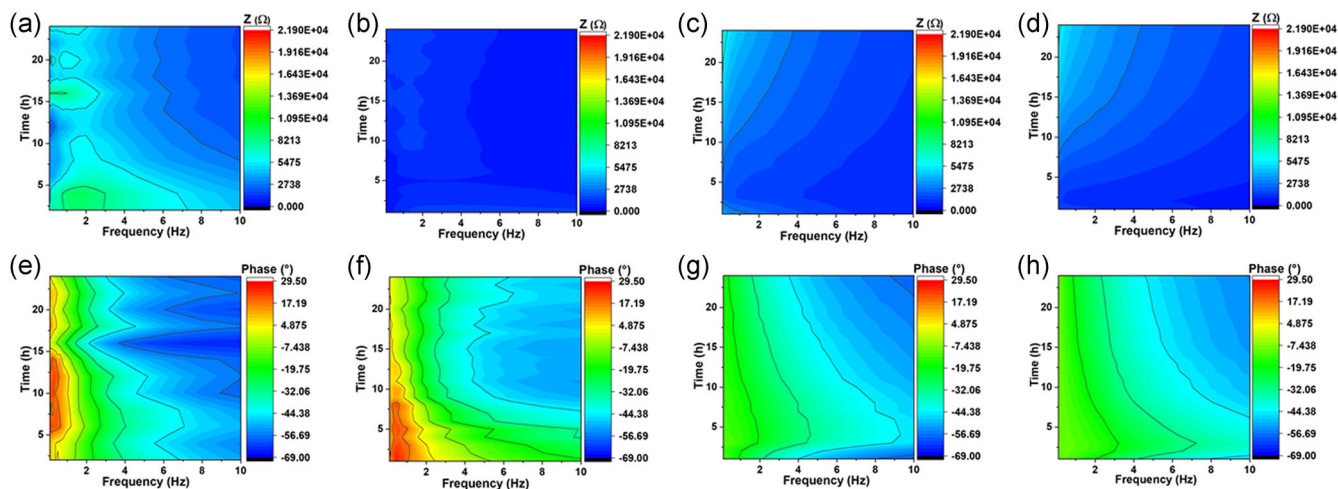 (a)
Z (Ω)
20
15
10
5
Time (h)
2 4 6 8 10
Frequency (Hz)
2.190E+04
1.916E+04
1.643E+04
1.369E+04
1.095E+04
8213
5475
2738
0.000
(b)
Z (Ω)
20
15
10
5
Time (h)
2 4 6 8 10
Frequency (Hz)
2.190E+04
1.916E+04
1.643E+04
1.369E+04
1.095E+04
8213
5475
2738
0.000
(c)
Z (Ω)
20
15
10
5
Time (h)
2 4 6 8 10
Frequency (Hz)
2.190E+04
1.916E+04
1.643E+04
1.369E+04
1.095E+04
8213
5475
2738
0.000
(d)
Z (Ω)
20
15
10
5
Time (h)
2 4 6 8 10
Frequency (Hz)
2.190E+04
1.916E+04
1.643E+04
1.369E+04
1.095E+04
8213
5475
2738
0.000
(e)
Phase (°)
20
15
10
5
Time (h)
2 4 6 8 10
Frequency (Hz)
29.50
17.19
4.875
-7.438
-19.75
-32.06
-44.38
-56.69
-69.00
(f)
Phase (°)
20
15
10
5
Time (h)
2 4 6 8 10
Frequency (Hz)
29.50
17.19
4.875
-7.438
-19.75
-32.06
-44.38
-56.69
-69.00
(g)
Phase (°)
20
15
10
5
Time (h)
2 4 6 8 10
Frequency (Hz)
29.50
17.19
4.875
-7.438
-19.75
-32.06
-44.38
-56.69
-69.00
(h)
Phase (°)
20
15
10
5
Time (h)
2 4 6 8 10
Frequency (Hz)
29.50
17.19
4.875
-7.438
-19.75
-32.06
-44.38
-56.69
-69.00